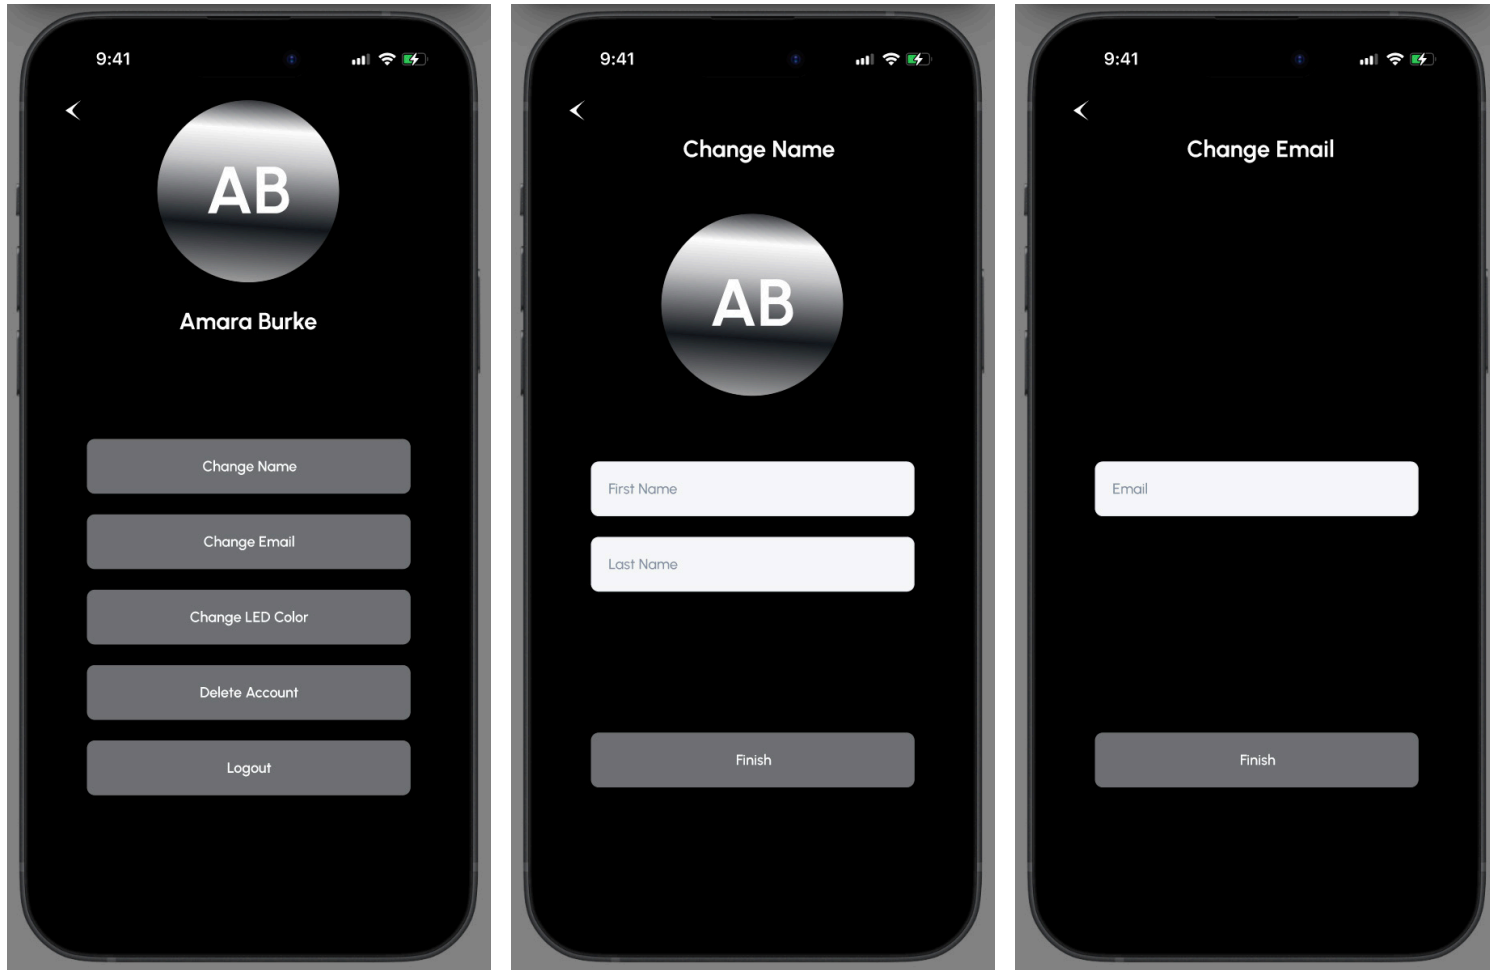 9:41
AB
Amara Burke
Change Name
Change Email
Change LED Color
Delete Account
Logout
9:41
Change Name
AB
First Name
Last Name
Finish
9:41
Change Email
Email
Finish